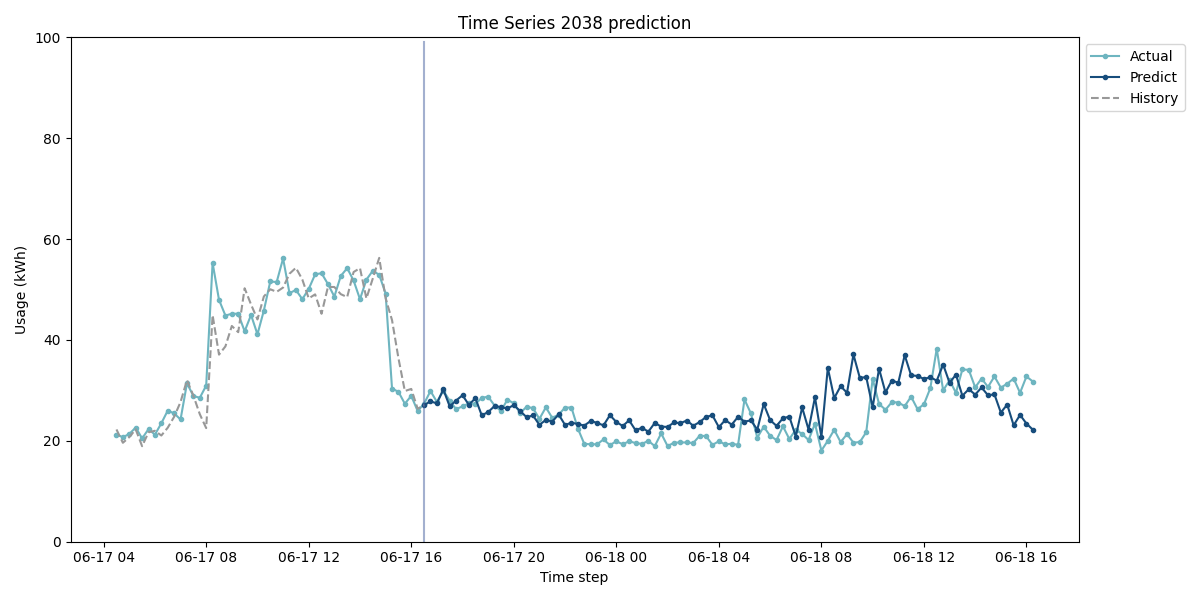 Time Series 2038 prediction
100
80
60
40
20
0
Usage (kWh)
06-17 04
06-17 08
06-17 12
06-17 16
06-17 20
06-18 00
06-18 04
06-18 08
06-18 12
06-18 16
Time step
Actual
Predict
History